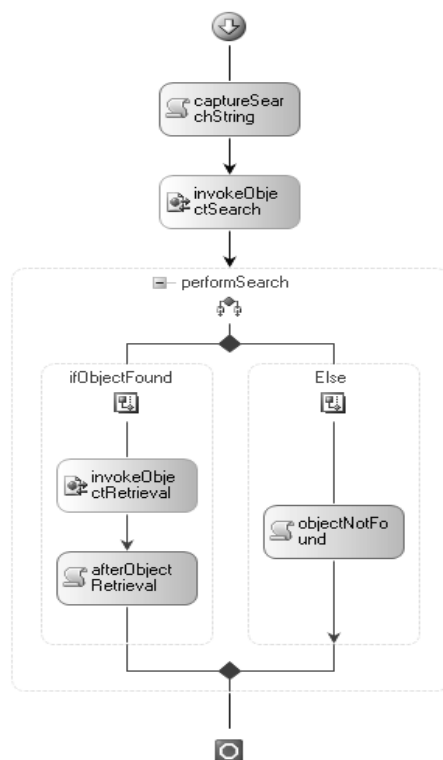 captureSear
chString
invokeObje
ctSearch
performSearch
ifObjectFound
Else
invokeObje
ctRetrieval
objectNotFo
und
afterObject
Retrieval